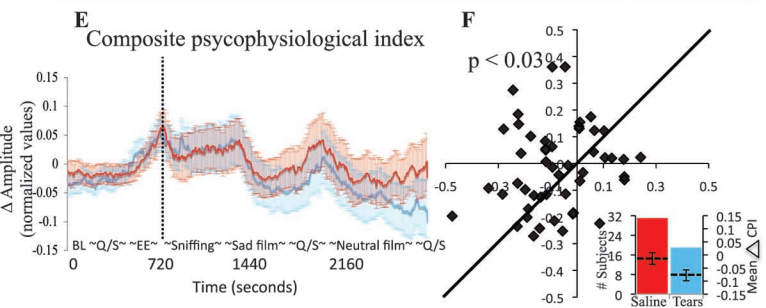 E
Composite psycophysiological index
Δ Amplitude
(normalized values)
0.15
0.1
0.05
0
-0.05
-0.1
-0.15
BL ~Q/S~ ~EE~ ~Sniffing~ ~Sad film~ ~Q/S~ ~Neutral film~ ~Q/S
0 720 1440 2160
Time (seconds)
F
p < 0.03
0.5
0.4
0.3
0.2
0.1
-0.5 -0.3 -0.1 0.1 0.3 0.5
-0.1
-0.2
-0.3
-0.4
-0.5
# Subjects
32
24
16
8
0
Saline Tears
0.15
0.1
0.05
0
-0.05
-0.1
-0.15
Mean Δ CPI